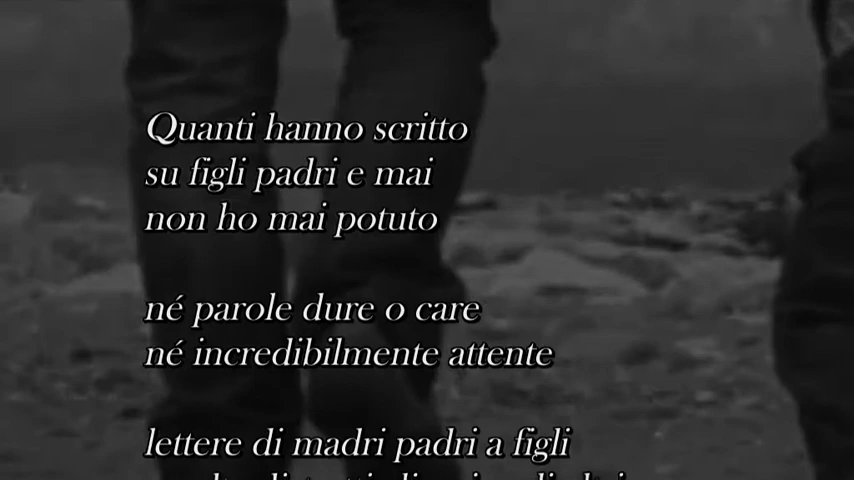 Quanti hanno scritto
su figli padri e mai
non ho mai potuto
né parole dure o care
né incredibilmente attente
lettere di madri padri a figli